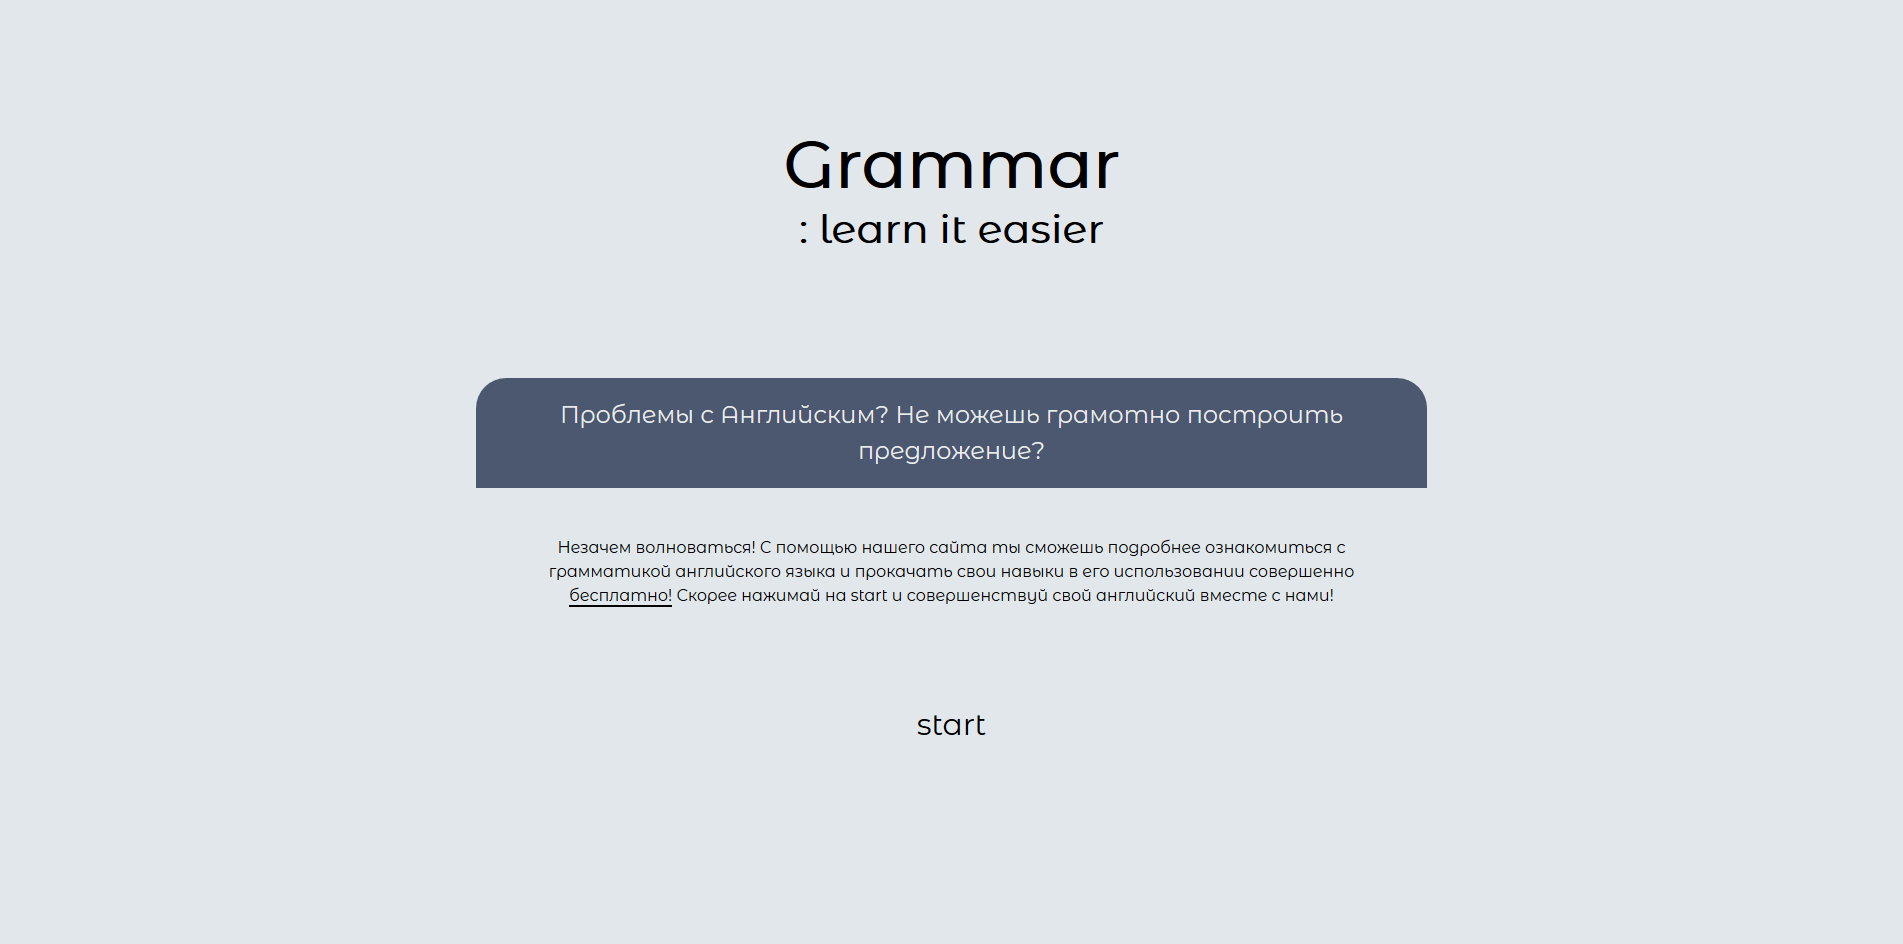 Grammar
: learn it easier
Проблемы с Английским? Не можешь грамотно построить
предложение?
Незачем волноваться! С помощью нашего сайта ты сможешь подробнее ознакомиться с
грамматикой английского языка и прокачать свои навыки в его использовании совершенно
бесплатно! Скорее нажимай на start и совершенствуй свой английский вместе с нами!
start